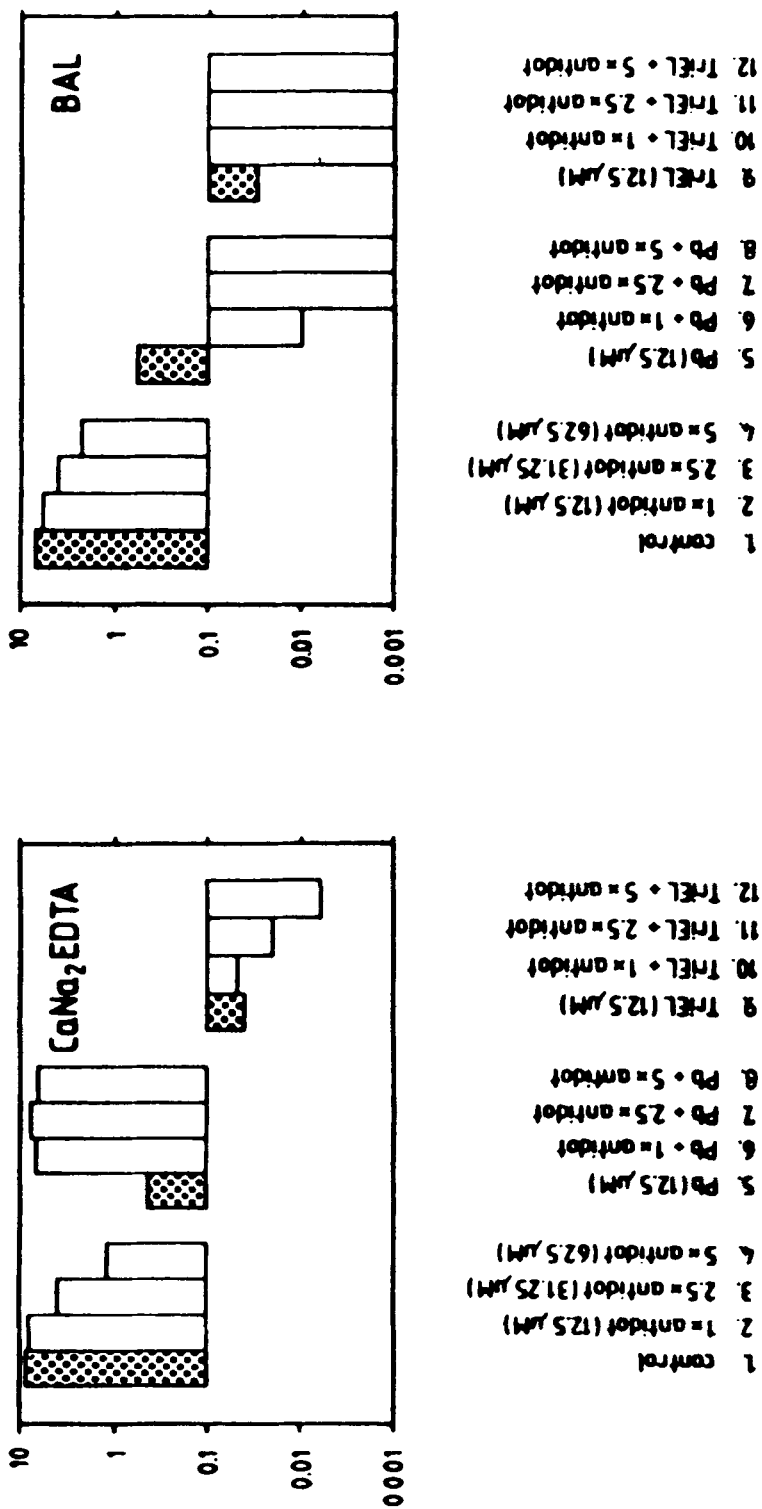 CaNa₂EDTA
10
1
0.1
0.01
0 001
1. control
2. 1× antidot (12.5 µM)
3. 2.5× antidot (31.25 µM)
4. 5× antidot (62.5 µM)
5. Pb (12.5 µM)
6. Pb + 1× antidot
7. Pb + 2.5× antidot
8. Pb + 5× antidot
9. TriEL (12.5 µM)
10. TriEL + 1× antidot
11. TriEL + 2.5× antidot
12. TriEL + 5× antidot
BAL
10
1
0.1
0.01
0.001
1. control
2. 1× antidot (12.5 µM)
3. 2.5× antidot (31.25 µM)
4. 5× antidot (62.5 µM)
5. Pb (12.5 µM)
6. Pb + 1× antidot
7. Pb + 2.5× antidot
8. Pb + 5× antidot
9. TriEL (12.5 µM)
10. TriEL + 1× antidot
11. TriEL + 2.5× antidot
12. TriEL + 5× antidot